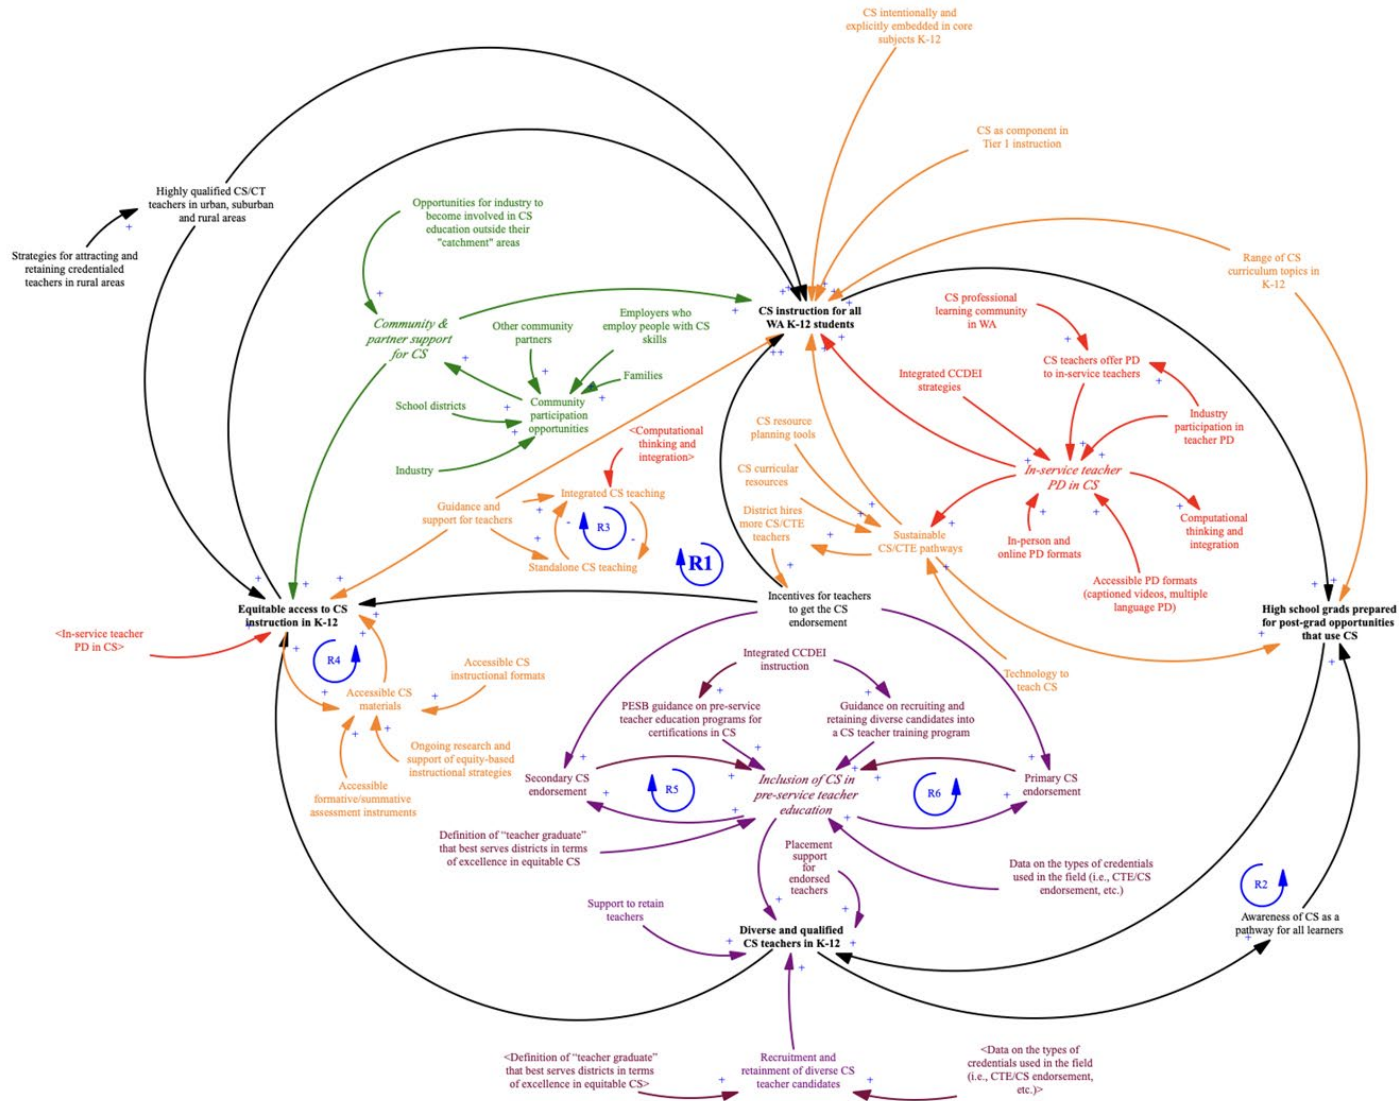 CS intentionally and
explicitly embedded in core
subjects K-12
CS as component in
Tier 1 instruction
Highly qualified CS/CT
teachers in urban, suburban
and rural areas
Strategies for attracting and
retaining credentialed
teachers in rural areas
Opportunities for industry to
become involved in CS
education outside their
"catchment" areas
Range of CS
curriculum topics in
K-12
Community &
partner support
for CS
Other community
partners
Employers who
employ people with CS
skills
Families
School districts
Community
participation
opportunities
Industry
CS instruction for all
WA K-12 students
CS professional
learning community
in WA
CS teachers offer PD
to in-service teachers
Integrated CCDEI
strategies
Industry
participation in
teacher PD
In-service teacher
PD in CS
Computational
thinking and
integration
In-person and
online PD formats
Accessible PD formats
(captioned videos, multiple
language PD)
<Computational
thinking and
integration>
CS resource
planning tools
CS curricular
resources
District hires
more CS/CTE
teachers
Sustainable
CS/CTE pathways
Guidance and
support for teachers
Integrated CS teaching
R3
Standalone CS teaching
R1
Incentives for teachers
to get the CS
endorsement
Equitable access to CS
instruction in K-12
<In-service teacher
PD in CS>
R4
Accessible CS
materials
Accessible CS
instructional formats
Ongoing research and
support of equity-based
instructional strategies
Accessible
formative/summative
assessment instruments
High school grads prepared
for post-grad opportunities
that use CS
Technology to
teach CS
Integrated CCDEI
instruction
PESB guidance on pre-service
teacher education programs for
certifications in CS
Guidance on recruiting and
retaining diverse candidates into
a CS teacher training program
Secondary CS
endorsement
R5
Inclusion of CS in
pre-service teacher
education
R6
Primary CS
endorsement
Definition of “teacher graduate”
that best serves districts in terms
of excellence in equitable CS
Placement
support
for
endorsed
teachers
Data on the types of credentials
used in the field (i.e., CTE/CS
endorsement, etc.)
R2
Awareness of CS as a
pathway for all learners
Support to retain
teachers
Diverse and qualified
CS teachers in K-12
<Definition of “teacher graduate”
that best serves districts in terms
of excellence in equitable CS>
Recruitment and
retainment of diverse CS
teacher candidates
<Data on the types of
credentials used in the field
(i.e., CTE/CS endorsement,
etc.)>